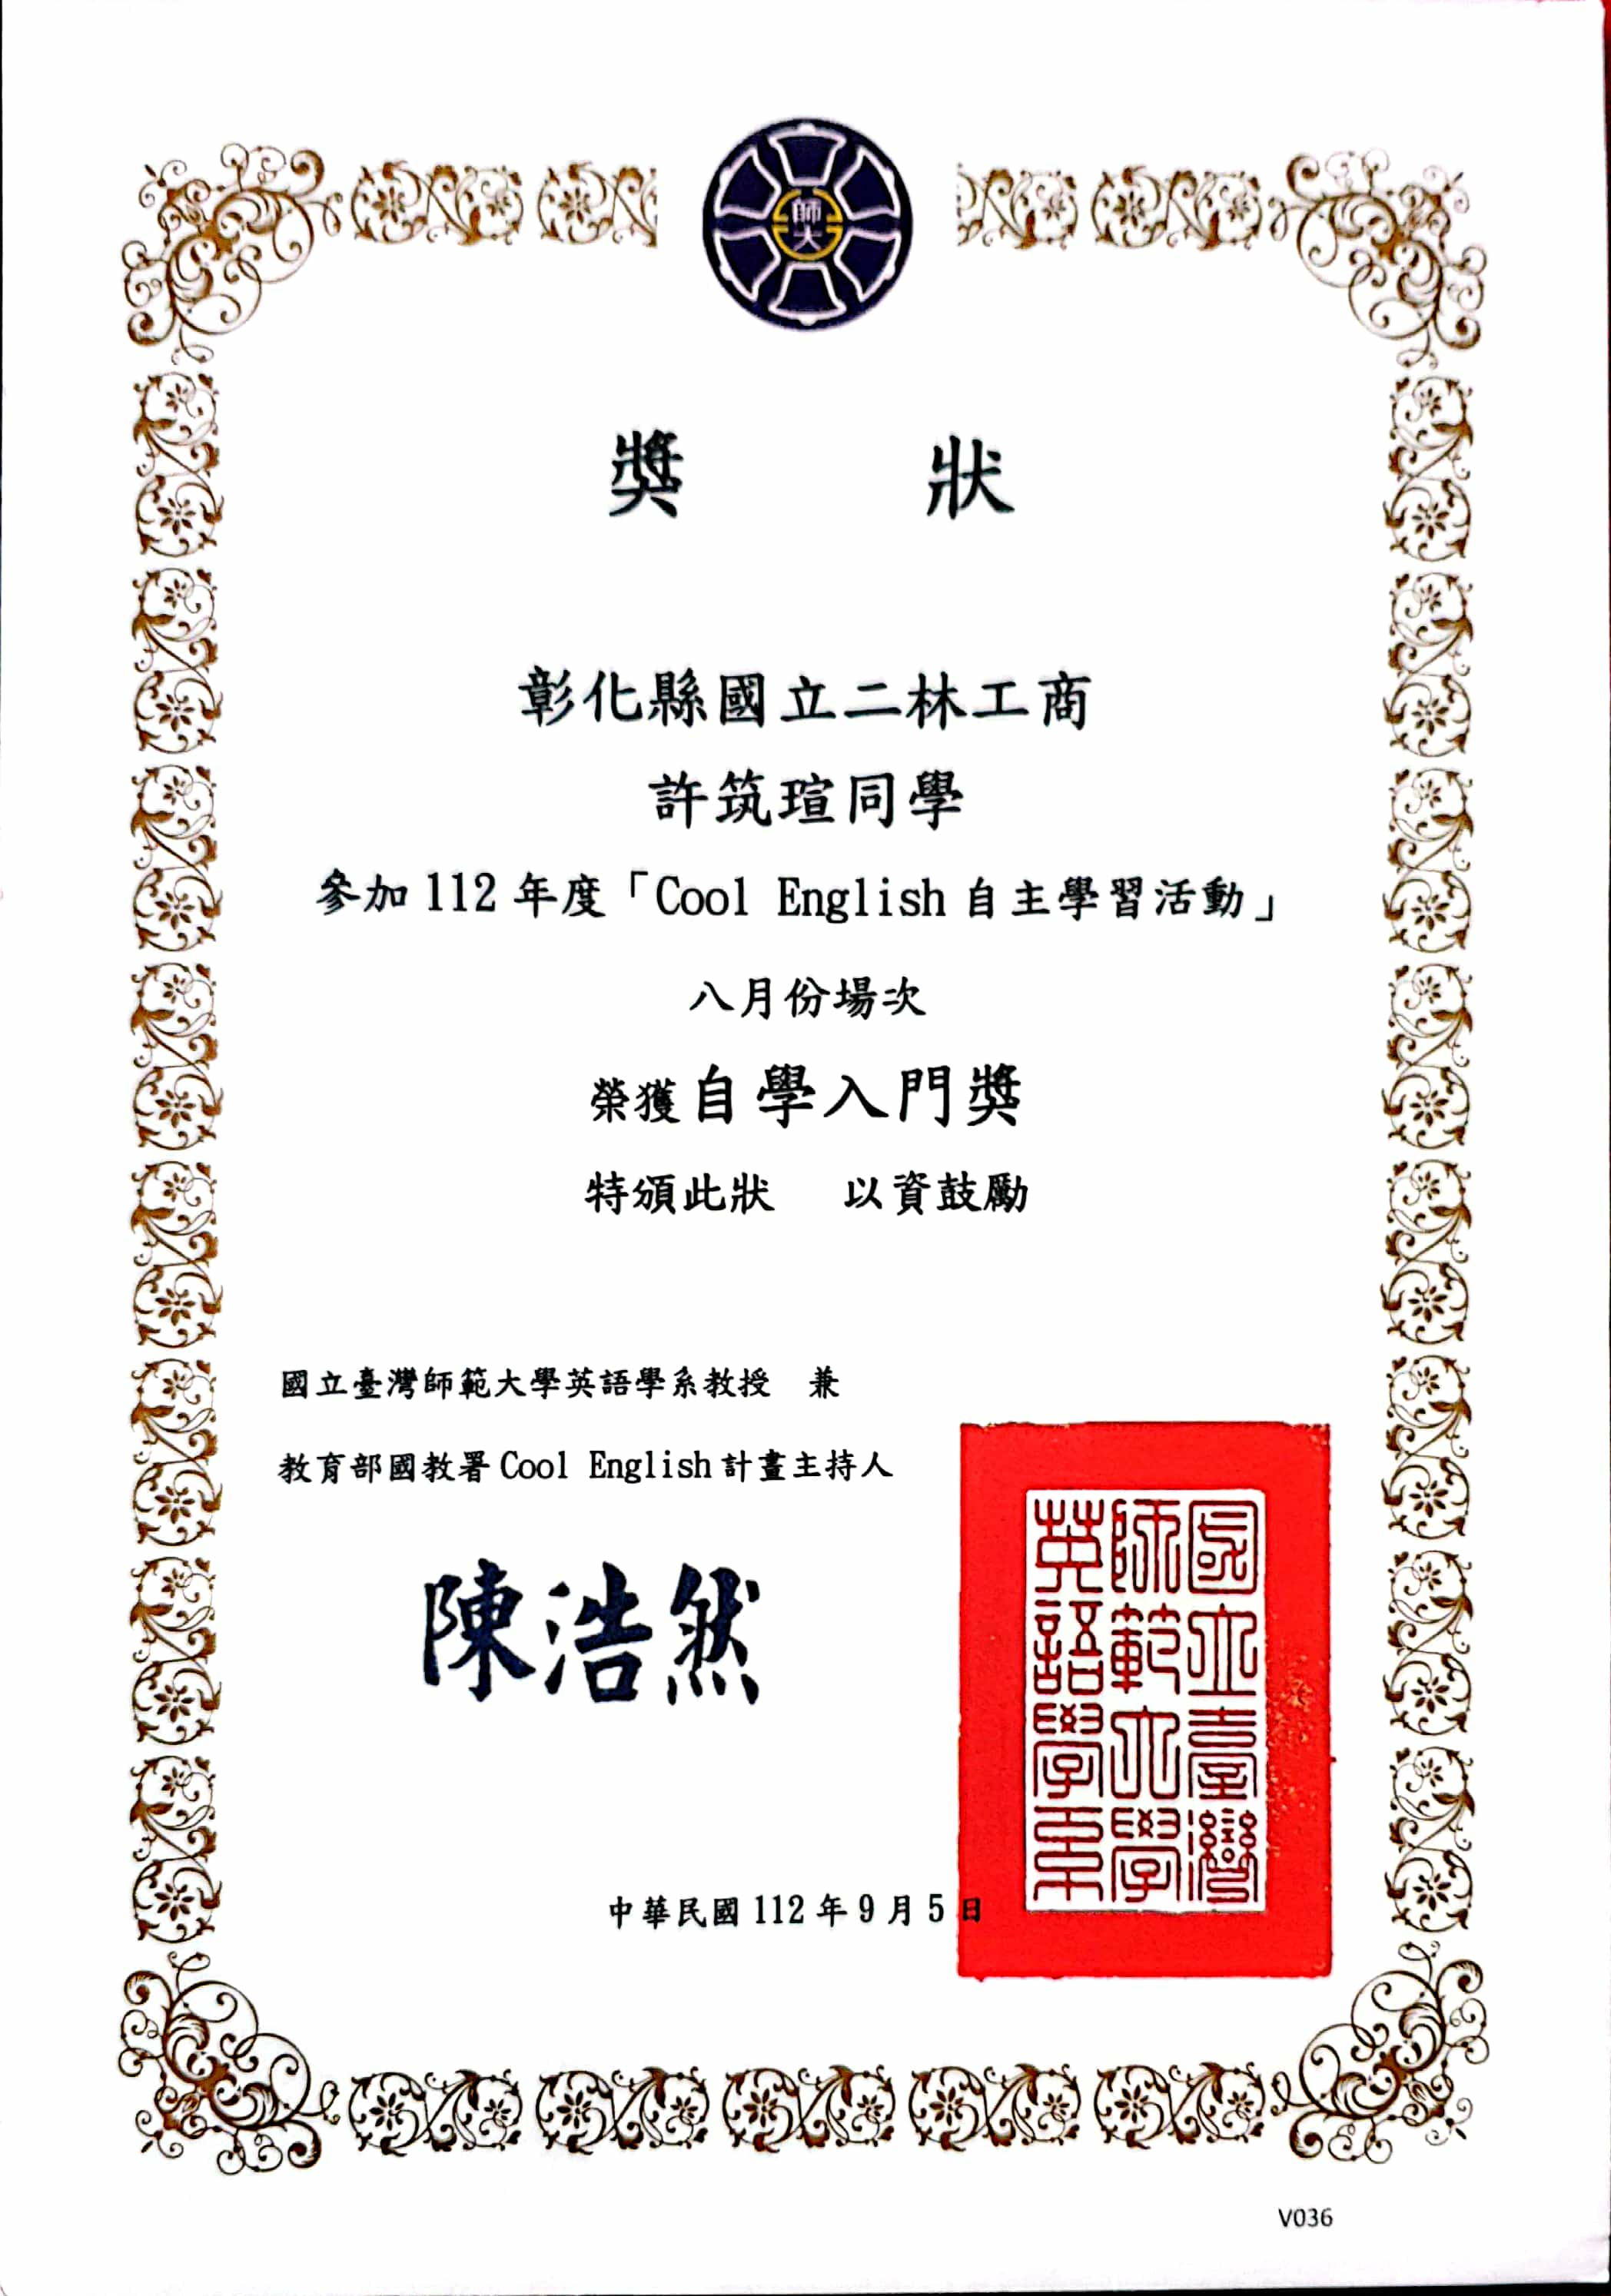 師大
獎 狀
彰化縣國立二林工商
許筑瑄同學
參加 112 年度「Cool English 自主學習活動」
八月份場次
榮獲自學入門獎
特頒此狀 以資鼓勵
國立臺灣師範大學英語學系教授 兼
教育部國教署 Cool English 計畫主持人
陳浩然
國立臺灣
師範大學
英語學系
中華民國 112 年 9 月 5 日
V036